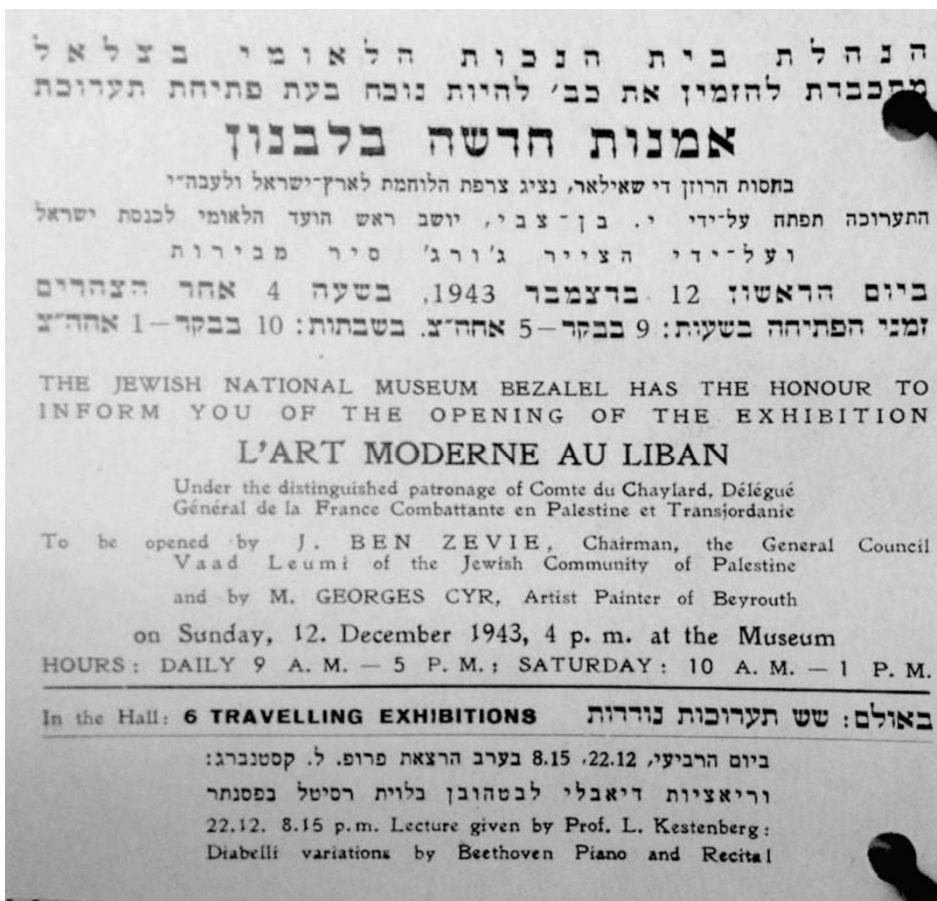 הנהלת בית הנכות הלאומי בצלאל
מתכבדת להזמין את כב' להיות נוכח בעת פתיחת תערוכת
אמנות חדשה בלבנון
בחסות הרוזן די שאילאר, נציג צרפת הלוחמת לארץ־ישראל ולעבה״י
התערוכה תפתח על־ידי י. בן־צבי, יושב ראש הועד הלאומי לכנסת ישראל
ועל־ידי הצייר ג'ורג' סיר מבירות
ביום הראשון 12 בדצמבר 1943, בשעה 4 אחר הצהרים
זמני הפתיחה בשעות: 9 בבקר–5 אחה״צ. בשבתות: 10 בבקר–1 אחה״צ
THE JEWISH NATIONAL MUSEUM BEZALEL HAS THE HONOUR TO
INFORM YOU OF THE OPENING OF THE EXHIBITION
L'ART MODERNE AU LIBAN
Under the distinguished patronage of Comte du Chaylard, Délégué
Général de la France Combattante en Palestine et Transjordanie
To be opened by J. BEN ZEVIE, Chairman, the General Council
Vaad Leumi of the Jewish Community of Palestine
and by M. GEORGES CYR, Artist Painter of Beyrouth
on Sunday, 12. December 1943, 4 p. m. at the Museum
HOURS: DAILY 9 A. M. — 5 P. M.; SATURDAY: 10 A. M. — 1 P. M.
In the Hall: 6 TRAVELLING EXHIBITIONS באולם: שש תערוכות נודדות
ביום הרביעי, 22.12, 8.15 בערב הרצאת פרופ. ל. קסטנברג:
וריאציות דיאבלי לבטהובן בלוית רסיטל בפסנתר
22.12. 8.15 p.m. Lecture given by Prof. L. Kestenberg:
Diabelli variations by Beethoven Piano and Recital